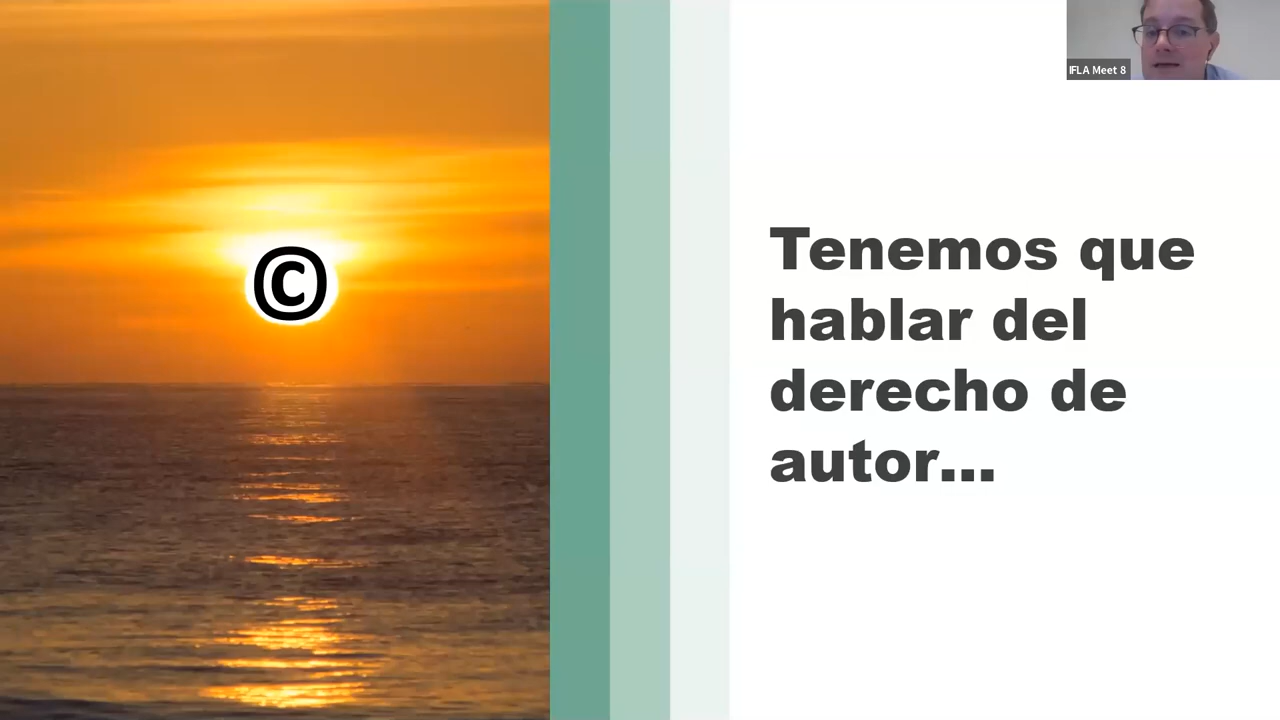 IFLA Meet 8
©
Tenemos que
hablar del
derecho de
autor...